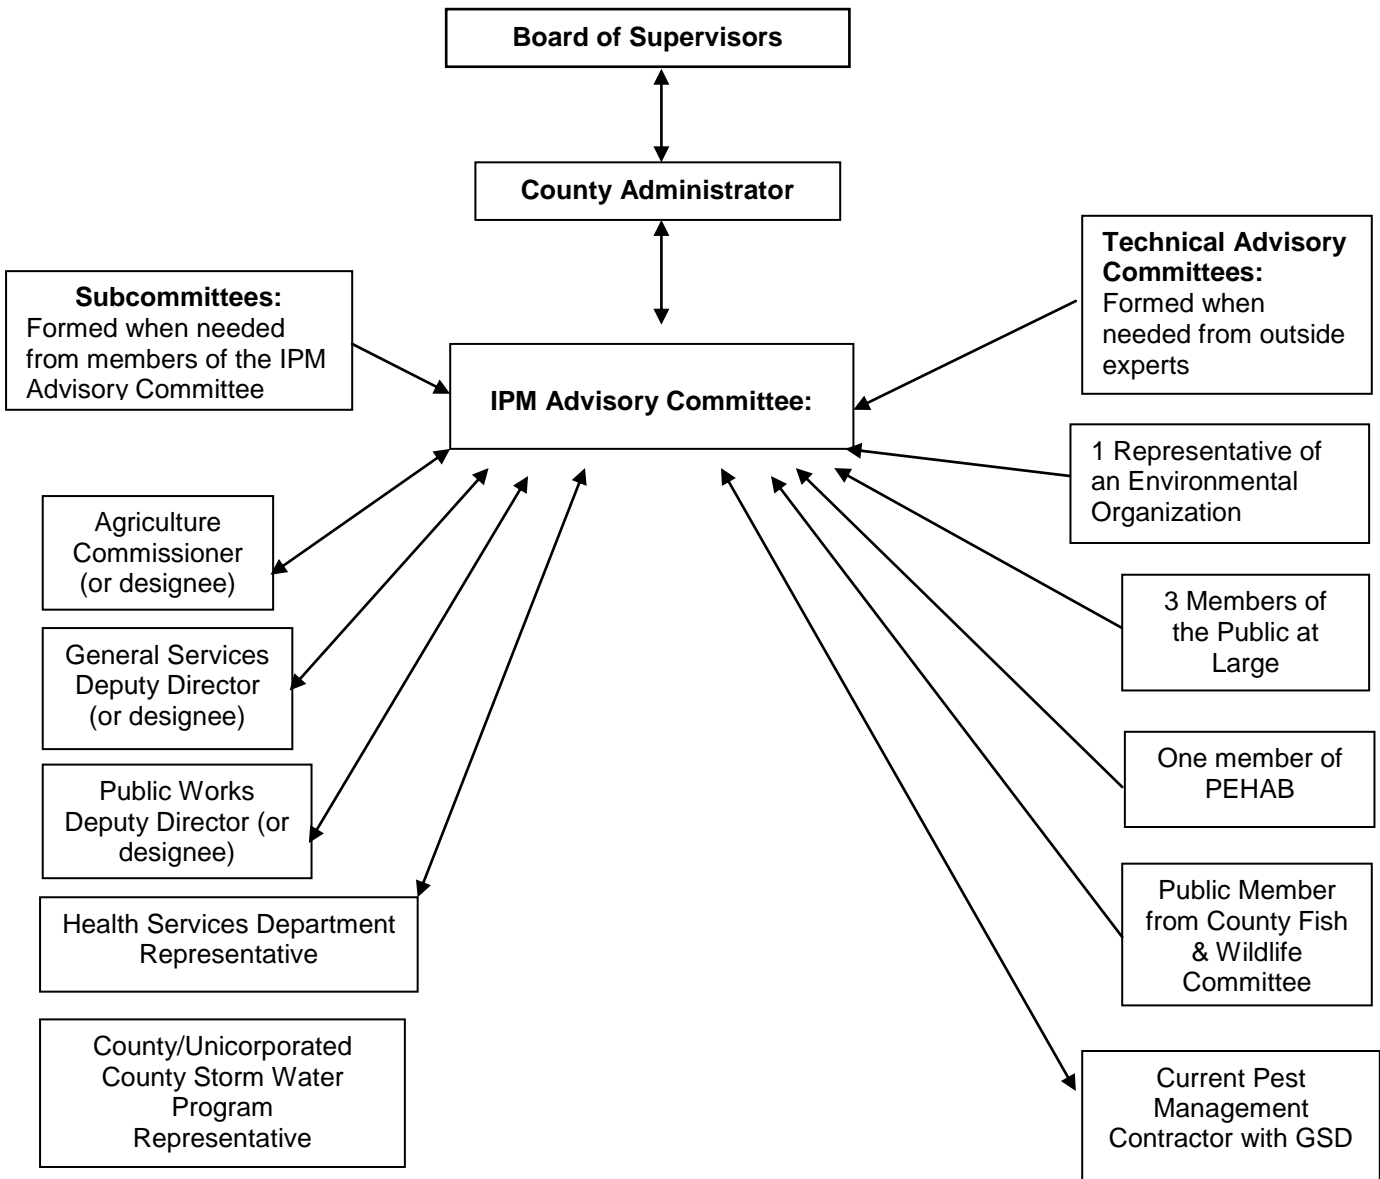 Board of Supervisors
County Administrator
Technical Advisory
Committees:
Formed when
needed from outside
experts
Subcommittees:
Formed when needed
from members of the IPM
Advisory Committee
IPM Advisory Committee:
1 Representative of
an Environmental
Organization
Agriculture
Commissioner
(or designee)
3 Members of
the Public at
Large
General Services
Deputy Director
(or designee)
One member of
PEHAB
Public Works
Deputy Director (or
designee)
Public Member
from County Fish
& Wildlife
Committee
Health Services Department
Representative
County/Unicorporated
County Storm Water
Program
Representative
Current Pest
Management
Contractor with GSD